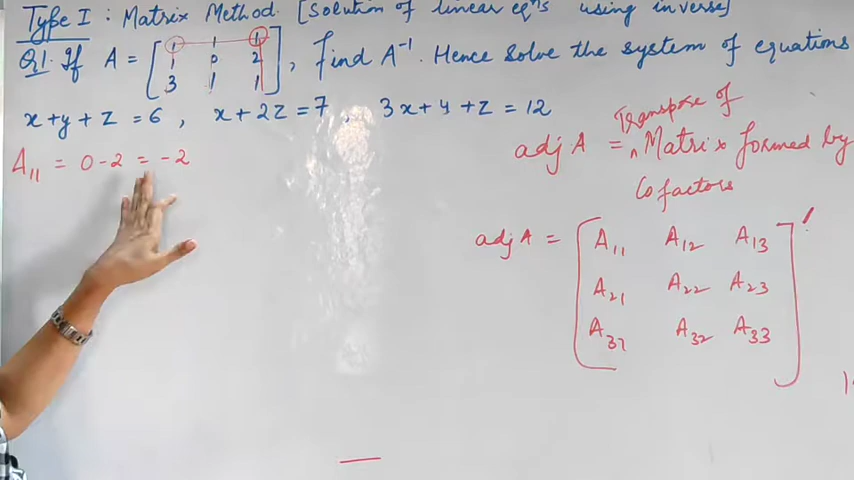 Type I : Matrix Method. [Solution of linear eqⁿs using inverse]
Q1. If A = [1 1 1
1 0 2
3 1 1], find A⁻¹. Hence solve the system of equations
x+y+z = 6, x+2z = 7, 3x+y+z = 12
A₁₁ = 0-2 = -2
adj A = Transpose of ∧ Matrix formed by
Cofactors
adj A = [A₁₁ A₁₂ A₁₃
A₂₁ A₂₂ A₂₃
A₃₁ A₃₂ A₃₃]′